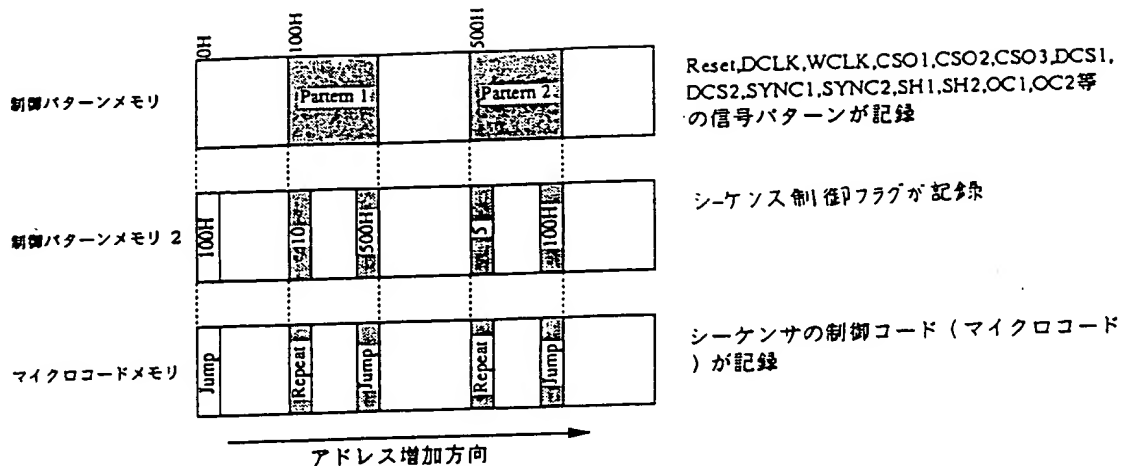 0H
100H
500H
制御パターンメモリ
Pattern 1
Pattern 2
Reset,DCLK,WCLK,CSO1,CSO2,CSO3,DCS1,
DCS2,SYNC1,SYNC2,SH1,SH2,OC1,OC2等
の信号パターンが記録
制御パターンメモリ 2
100H
10
500H
5
100H
シーケンス制御フラグが記録
マイクロコードメモリ
Jump
Repeat
Jump
Repeat
Jump
シーケンサの制御コード（マイクロコード
）が記録
アドレス増加方向